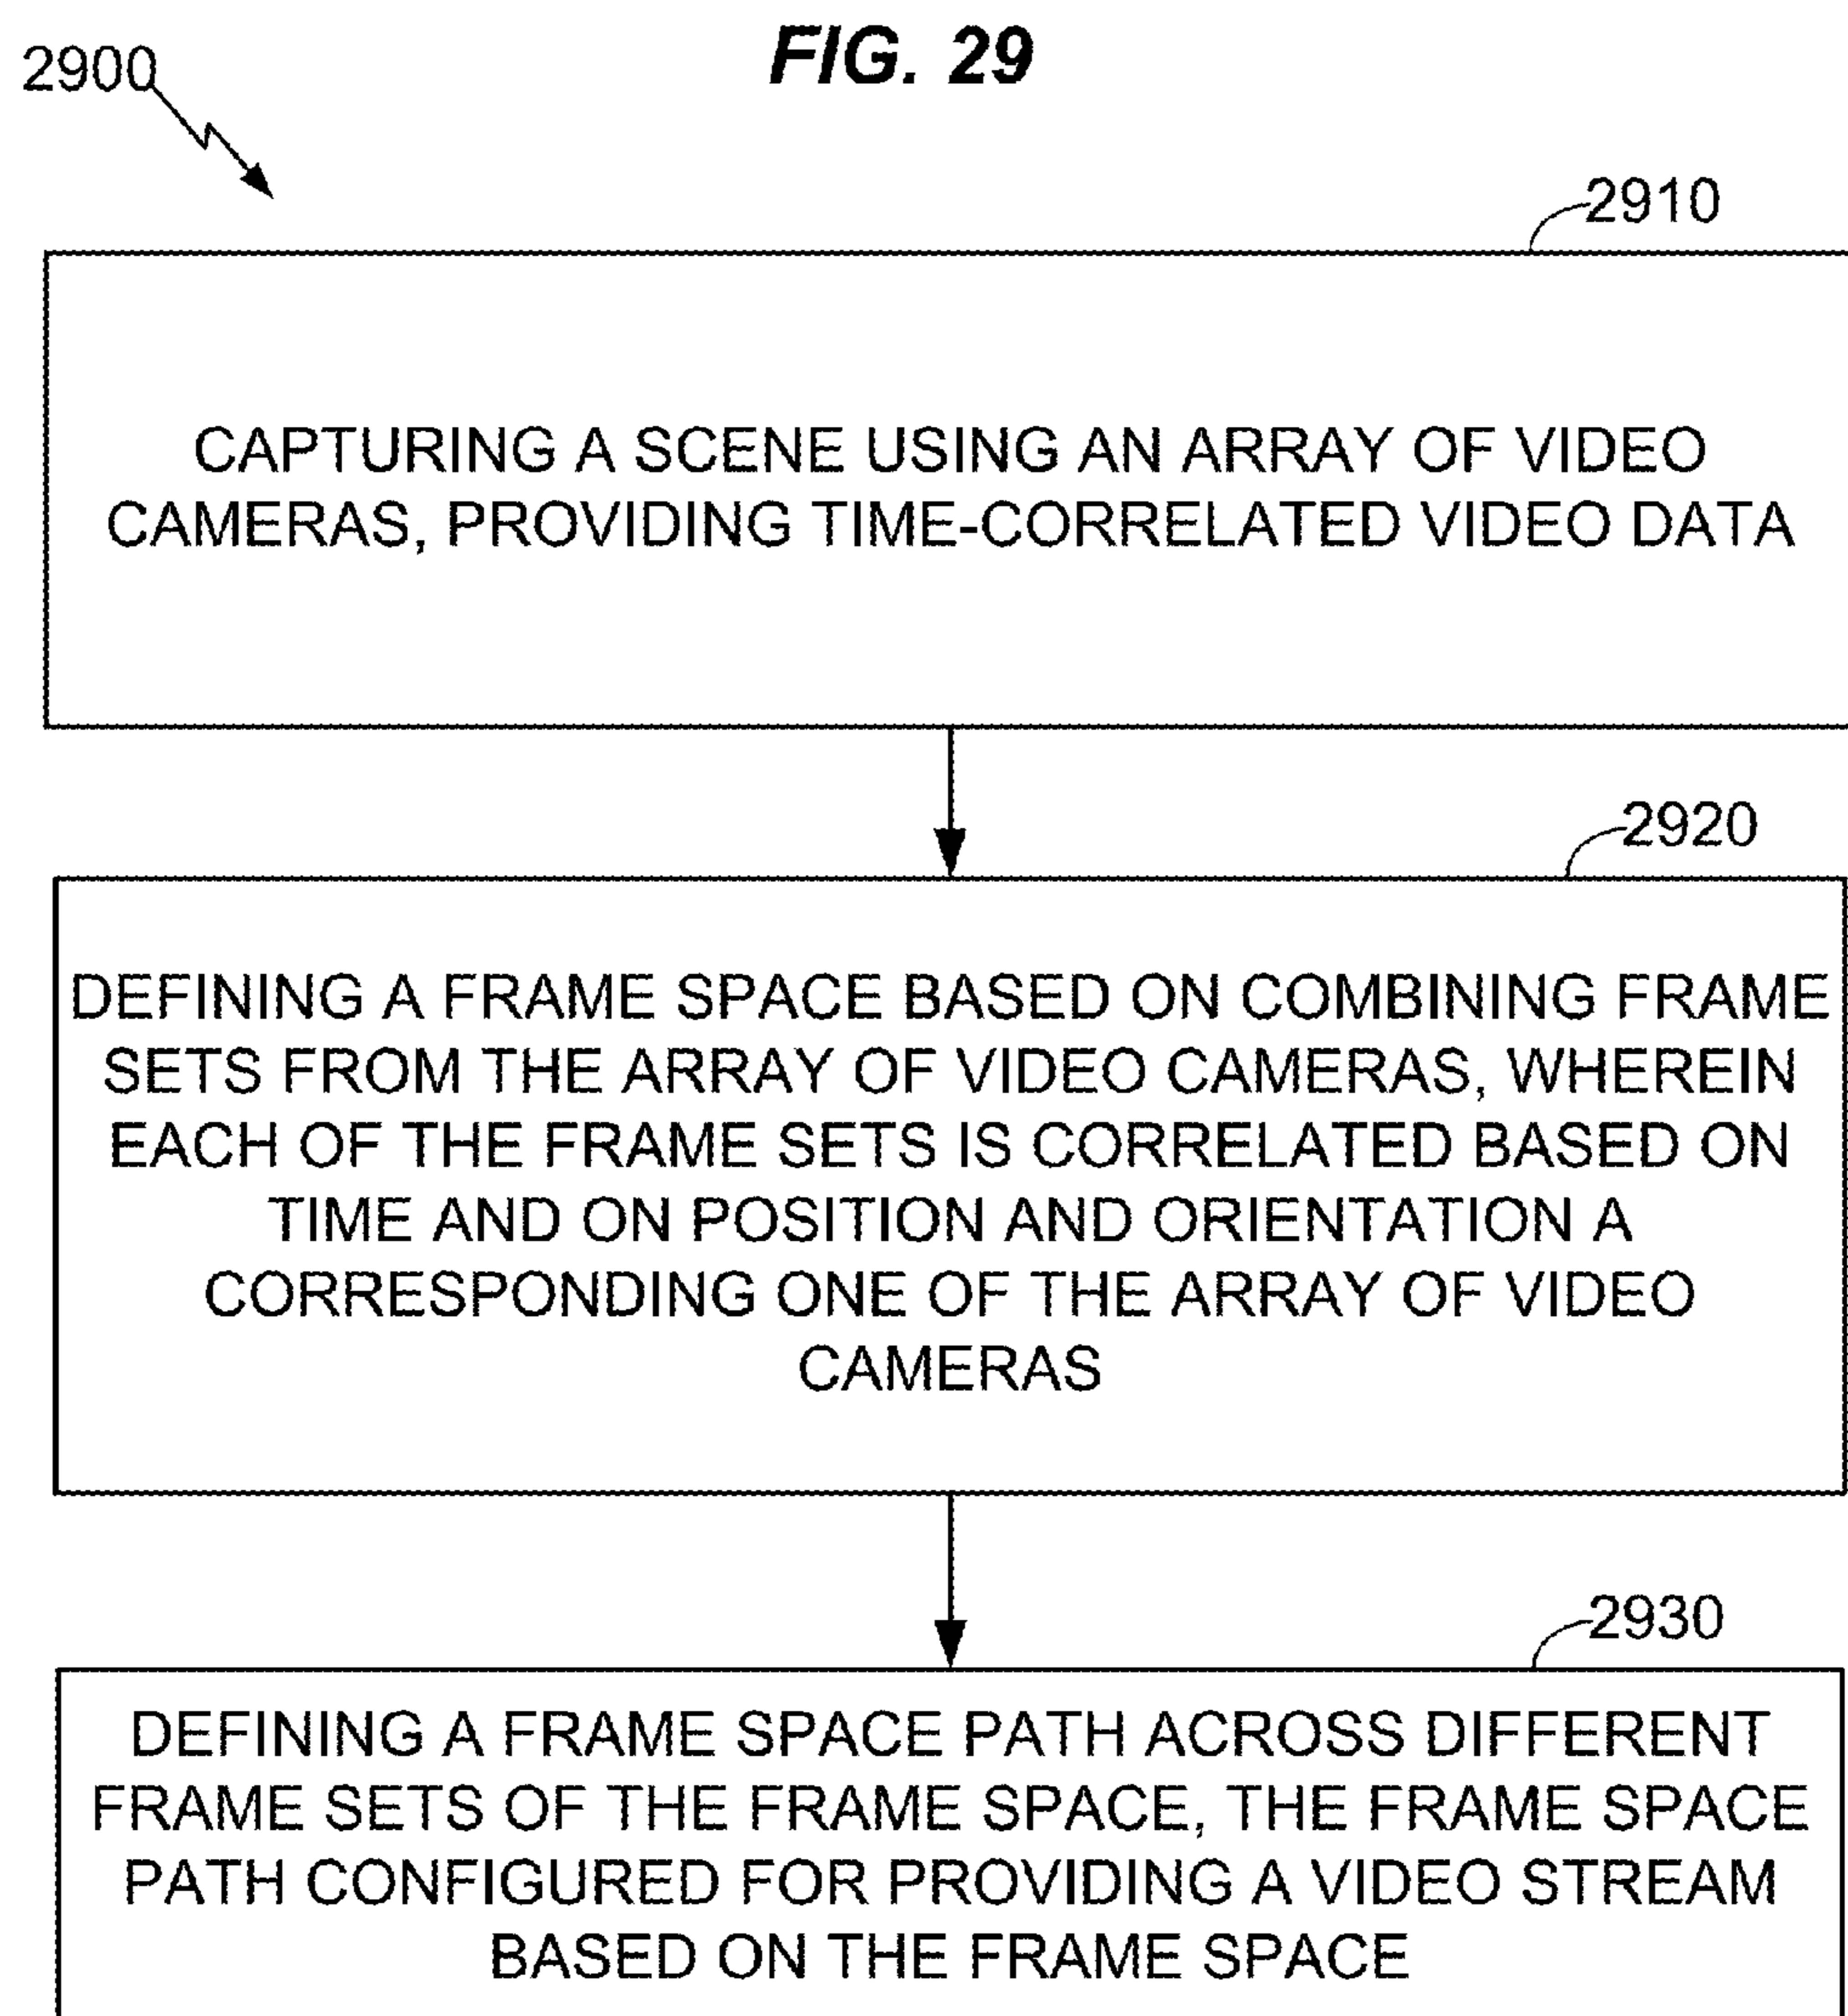 FIG. 29
2900
2910
CAPTURING A SCENE USING AN ARRAY OF VIDEO
CAMERAS, PROVIDING TIME-CORRELATED VIDEO DATA
2920
DEFINING A FRAME SPACE BASED ON COMBINING FRAME
SETS FROM THE ARRAY OF VIDEO CAMERAS, WHEREIN
EACH OF THE FRAME SETS IS CORRELATED BASED ON
TIME AND ON POSITION AND ORIENTATION A
CORRESPONDING ONE OF THE ARRAY OF VIDEO
CAMERAS
2930
DEFINING A FRAME SPACE PATH ACROSS DIFFERENT
FRAME SETS OF THE FRAME SPACE, THE FRAME SPACE
PATH CONFIGURED FOR PROVIDING A VIDEO STREAM
BASED ON THE FRAME SPACE